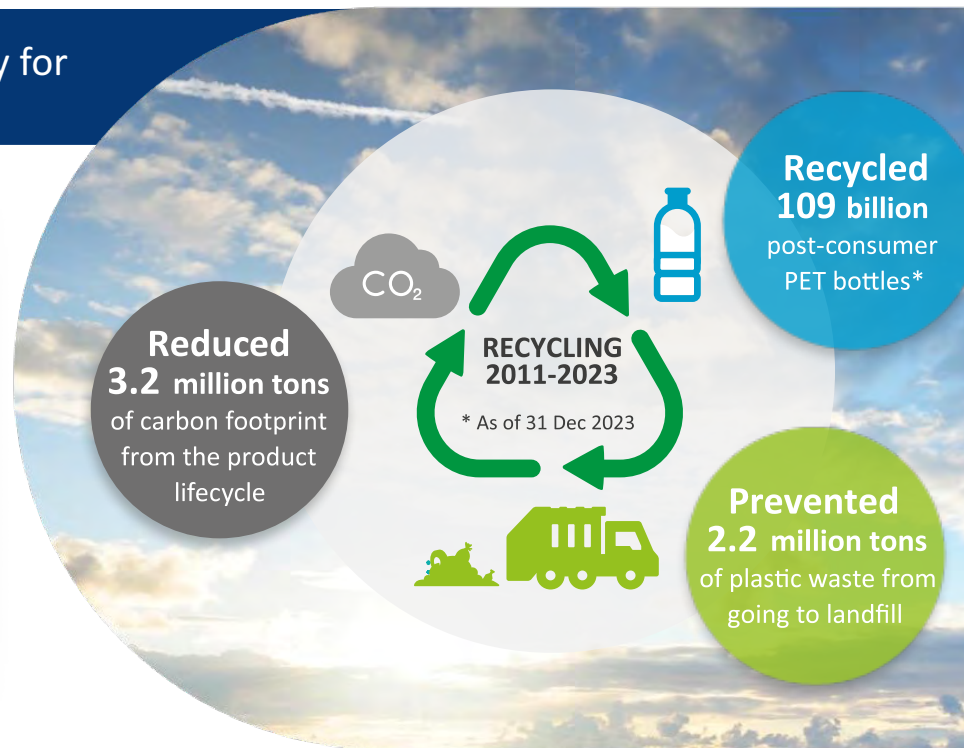 y for
Recycled
109 billion
post-consumer
PET bottles*
CO₂
RECYCLING
2011-2023
* As of 31 Dec 2023
Reduced
3.2 million tons
of carbon footprint
from the product
lifecycle
Prevented
2.2 million tons
of plastic waste from
going to landfill